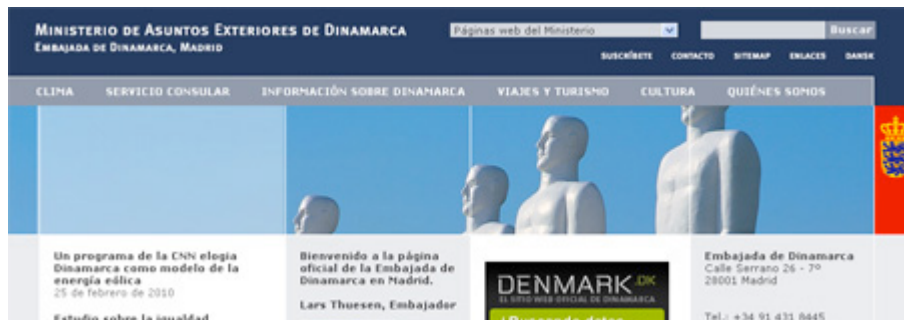 MINISTERIO DE ASUNTOS EXTERIORES DE DINAMARCA
EMBAJADA DE DINAMARCA, MADRID
Páginas web del Ministerio
Buscar
SUSCRÍBETE CONTACTO SITEMAP ENLACES DANSK
CLIMA SERVICIO CONSULAR INFORMACIÓN SOBRE DINAMARCA VIAJES Y TURISMO CULTURA QUIÉNES SOMOS
Un programa de la CNN elogia
Dinamarca como modelo de la
energía eólica
25 de febrero de 2010
Estudio sobre la igualdad
Bienvenido a la página
oficial de la Embajada de
Dinamarca en Madrid.
Lars Thuesen, Embajador
DENMARK.DK
EL SITIO WEB OFICIAL DE DINAMARCA
¿Buscando datos
Embajada de Dinamarca
Calle Serrano 26 - 7º
28001 Madrid
Tel.: +34 91 431 8445